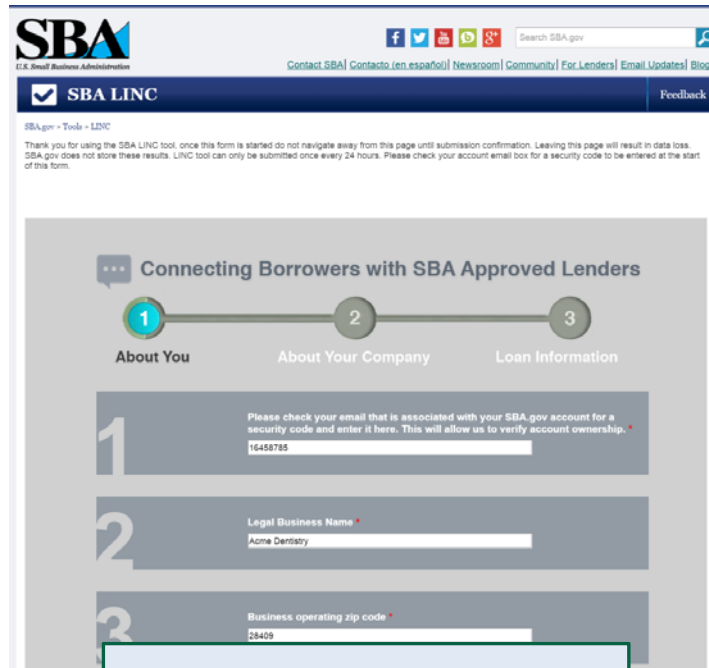 SBA
U.S. Small Business Administration
Search SBA.gov
Contact SBA| Contacto (en español)| Newsroom| Community| For Lenders| Email Updates| Blog
SBA LINC
Feedback
SBA.gov » Tools » LINC
Thank you for using the SBA LINC tool, once this form is started do not navigate away from this page until submission confirmation. Leaving this page will result in data loss.
SBA.gov does not store these results. LINC tool can only be submitted once every 24 hours. Please check your account email box for a security code to be entered at the start
of this form.
Connecting Borrowers with SBA Approved Lenders
1 2 3
About You About Your Company Loan Information
1
Please check your email that is associated with your SBA.gov account for a
security code and enter it here. This will allow us to verify account ownership. *
16458785
2
Legal Business Name *
Acme Dentistry
3
Business operating zip code *
28409